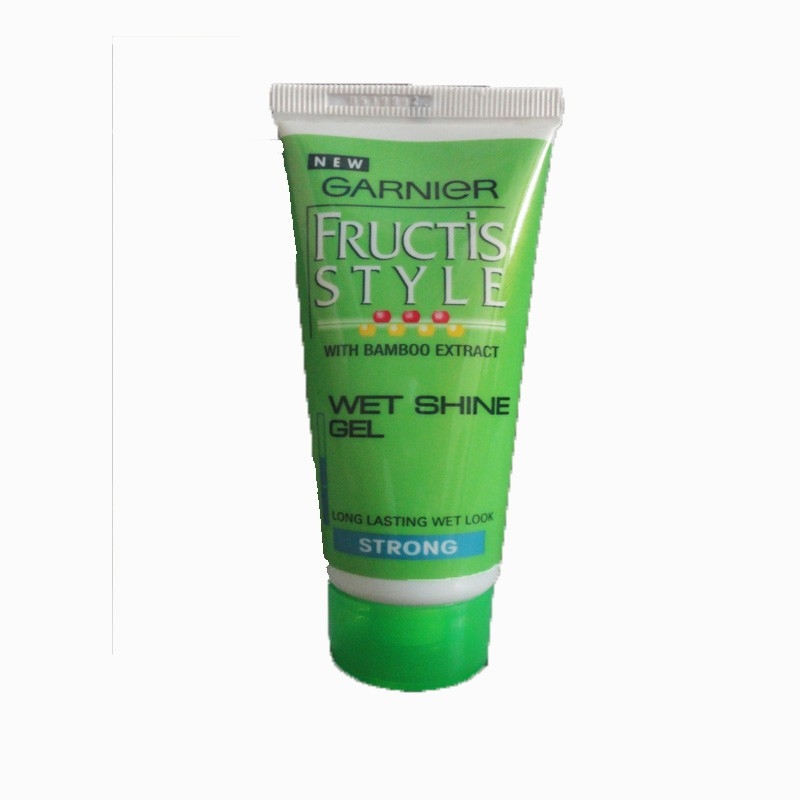 NEW
GARNIER
FRUCTIS
STYLE
WITH BAMBOO EXTRACT
WET SHINE
GEL
LONG LASTING WET LOOK
STRONG